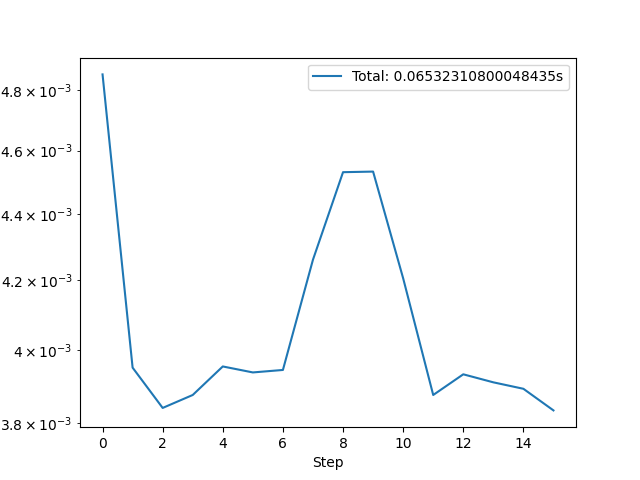 Total: 0.06532310800048435s
4.8 × 10⁻³
4.6 × 10⁻³
4.4 × 10⁻³
4.2 × 10⁻³
4 × 10⁻³
3.8 × 10⁻³
0 2 4 6 8 10 12 14
Step